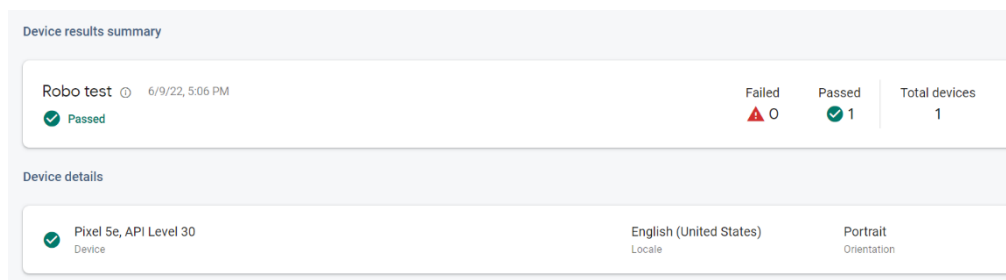 Device results summary
Robo test 6/9/22, 5:06 PM
Passed
Failed
0
Passed
1
Total devices
1
Device details
Pixel 5e, API Level 30
Device
English (United States)
Locale
Portrait
Orientation